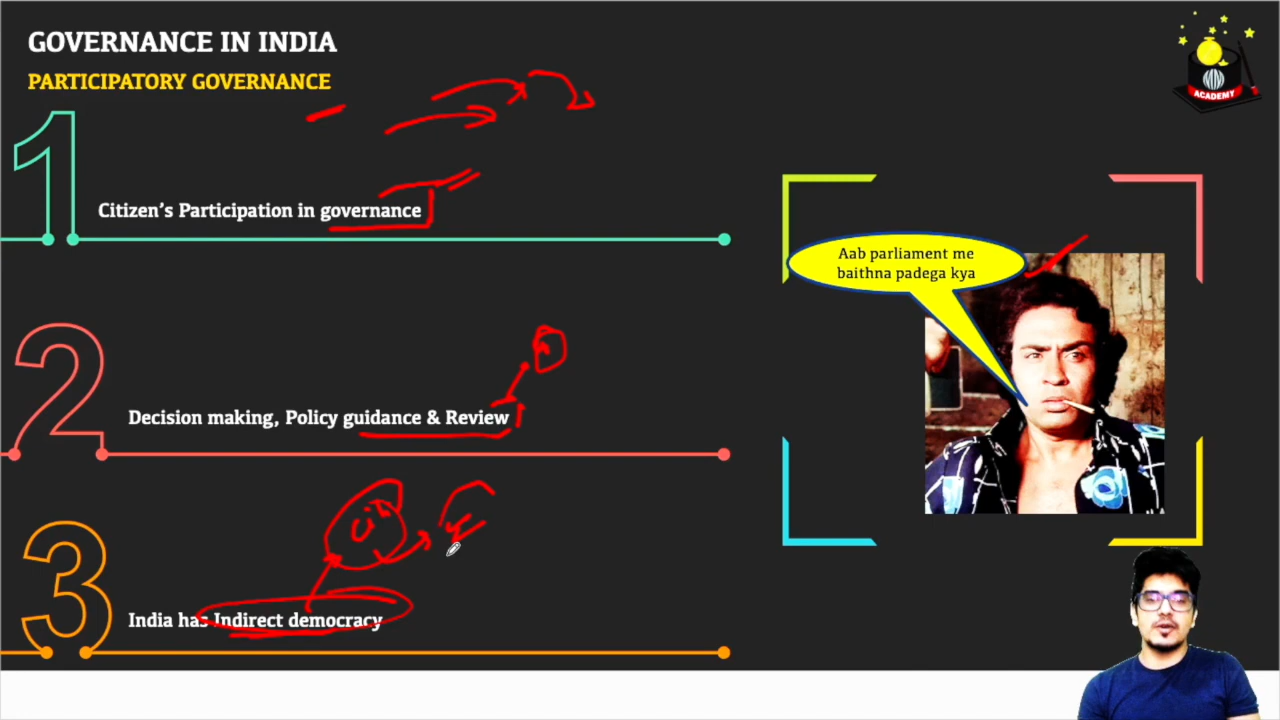 GOVERNANCE IN INDIA
PARTICIPATORY GOVERNANCE
ACADEMY
1
Citizen's Participation in governance
Aab parliament me
baithna padega kya
2
Decision making, Policy guidance & Review
cit
3
India has Indirect democracy